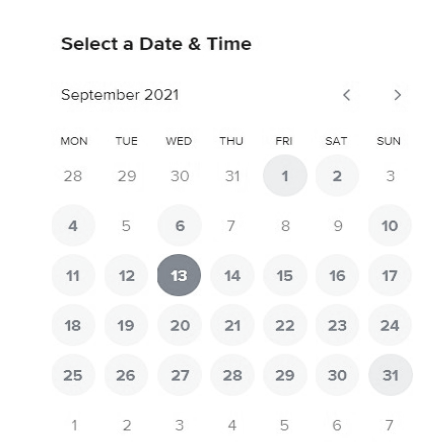 Select a Date & Time
September 2021
MON TUE WED THU FRI SAT SUN
28 29 30 31 1 2 3
4 5 6 7 8 9 10
11 12 13 14 15 16 17
18 19 20 21 22 23 24
25 26 27 28 29 30 31
1 2 3 4 5 6 7